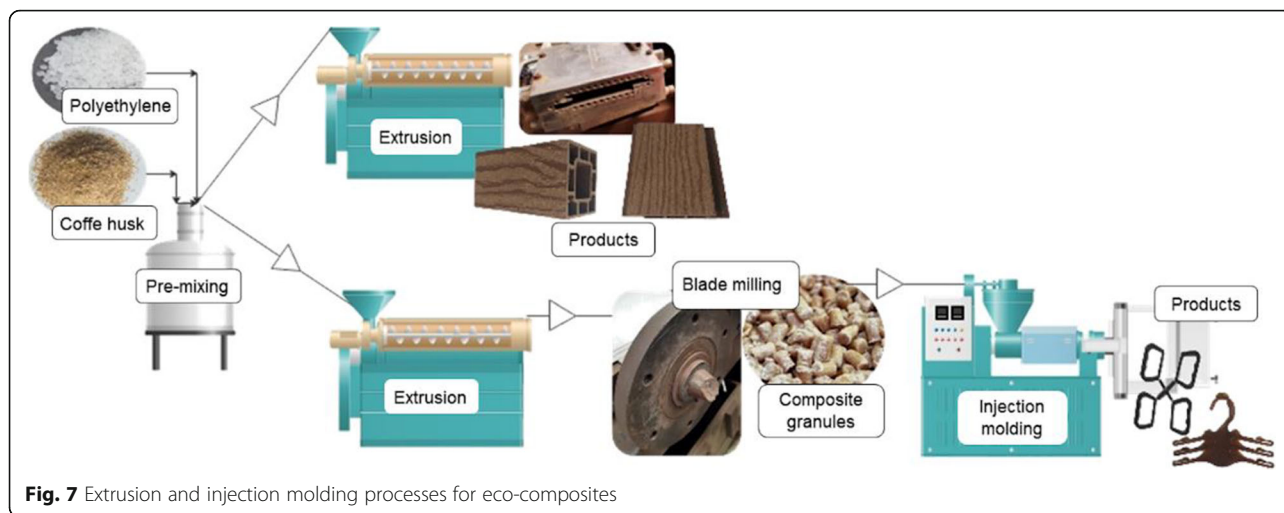 Polyethylene
Coffe husk
Pre-mixing
Extrusion
Products
Extrusion
Blade milling
Composite
granules
Injection
molding
Products
Fig. 7 Extrusion and injection molding processes for eco-composites